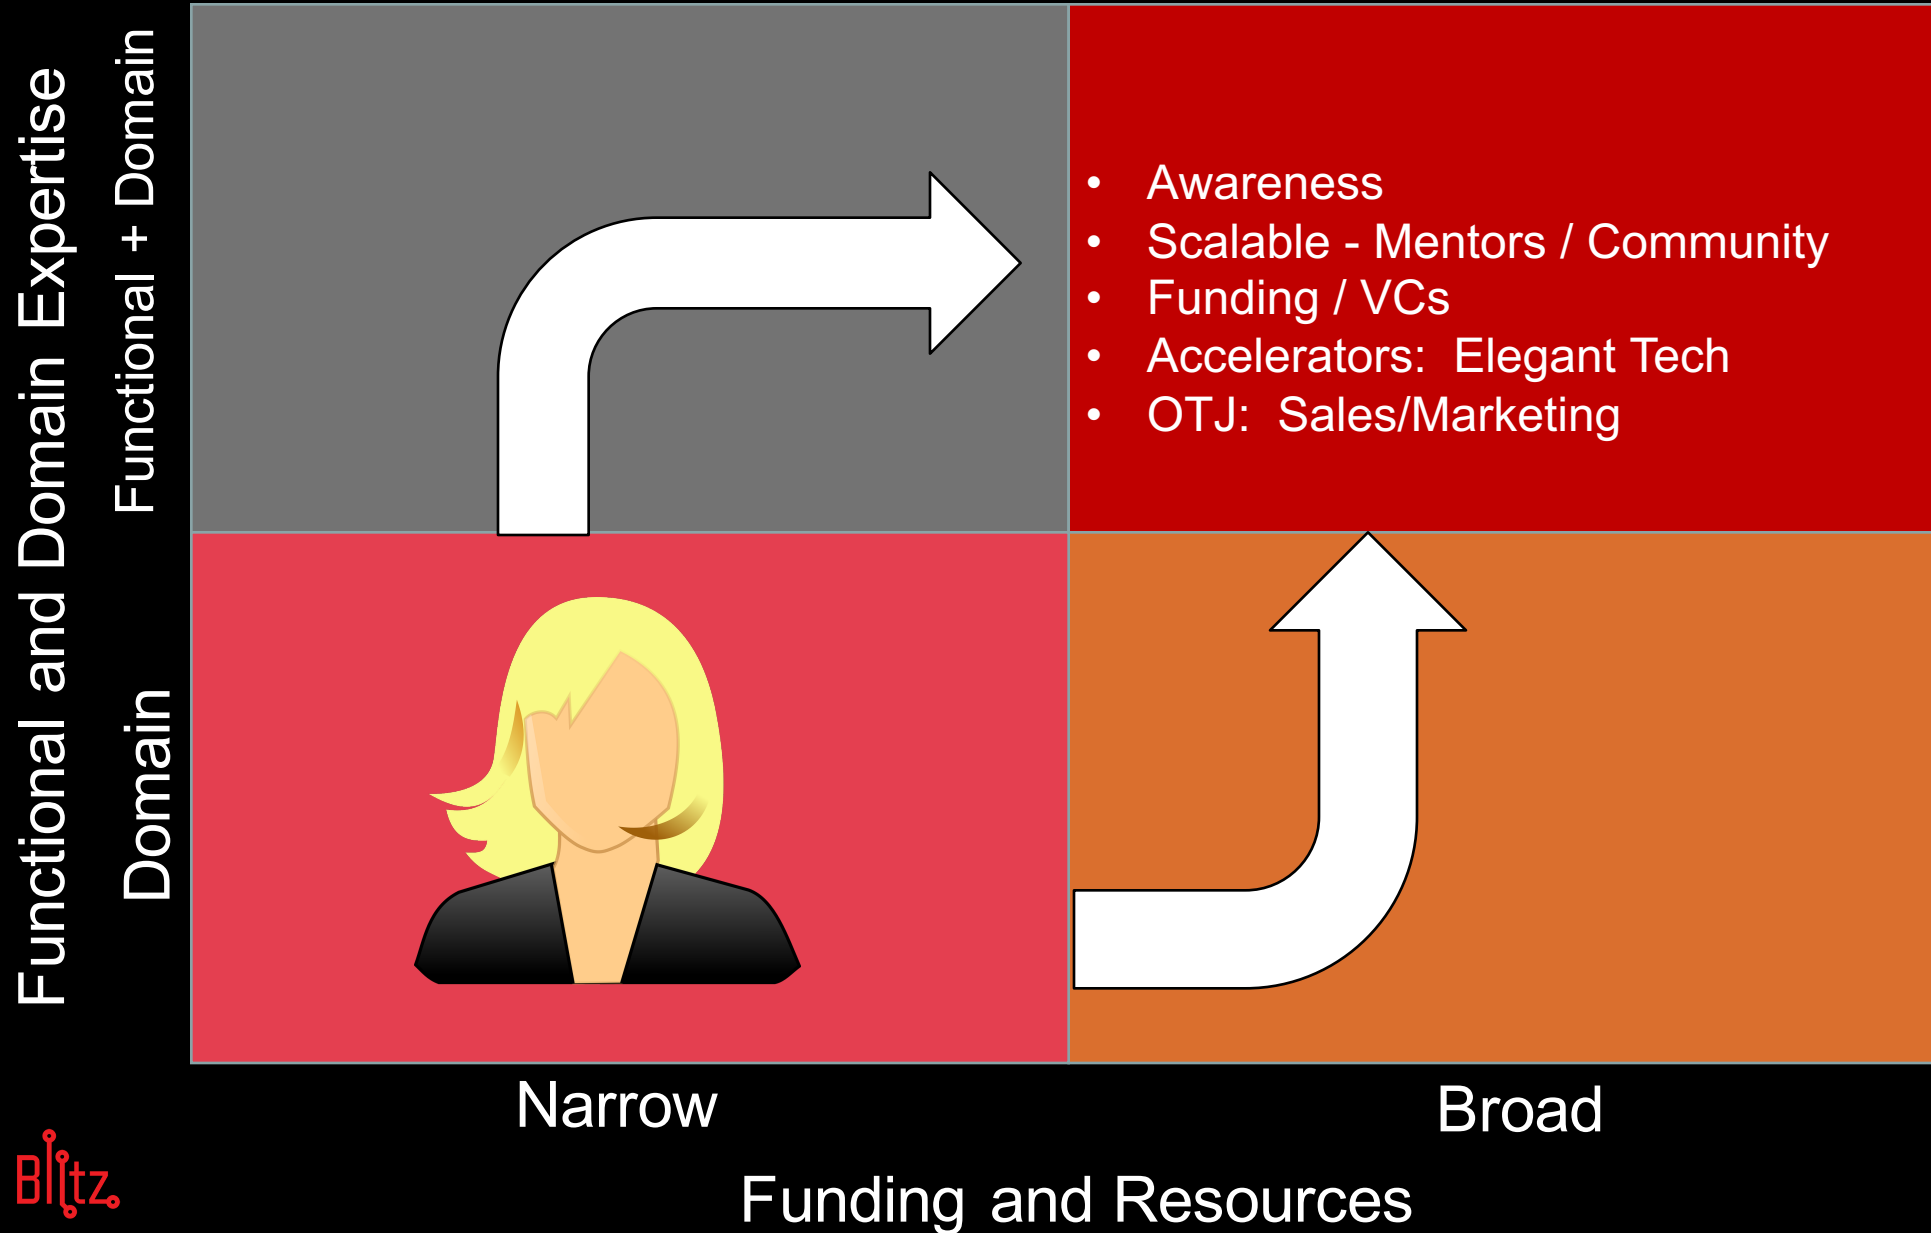 Functional and Domain Expertise
Functional + Domain
Domain
• Awareness
• Scalable - Mentors / Community
• Funding / VCs
• Accelerators:  Elegant Tech
• OTJ:  Sales/Marketing
Narrow
Broad
Funding and Resources
Blitz